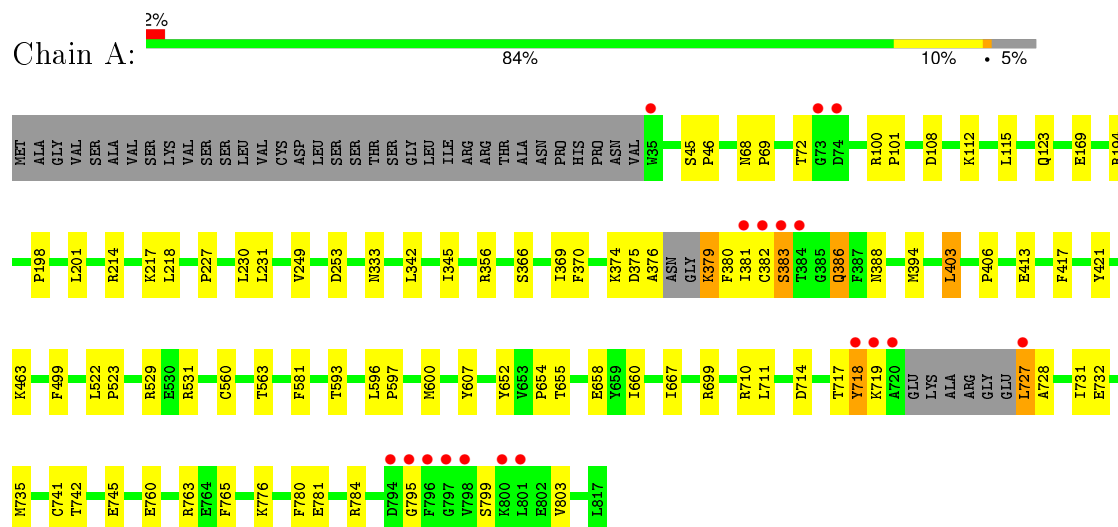 2%
Chain A:
84% 10% • 5%
MET ALA GLY VAL SER ALA VAL SER LYS VAL SER SER LEU VAL CYS ASP LEU SER SER THR SER GLY LEU ILE ARG ARG THR ALA ASN PRO HIS PRO ASN VAL W35 S45 P46 N68 P69 T72 G73 D74 R100 P101 D108 K112 L115 Q123 E169 R194
P198 L201 R214 K217 L218 P227 L230 L231 V249 D253 N333 L342 I345 R356 S366 I369 F370 K374 D375 A376 ASN GLY K379 F380 I381 C382 S383 T384 G385 Q386 F387 N388 M394 L403 P406 E413 F417 Y421
K463 F499 L522 P523 R529 E530 R531 C560 T563 F581 T593 L596 P597 M600 Y607 Y652 V653 P654 T655 E658 Y659 I660 I667 R699 R710 L711 D714 T717 Y718 K719 A720 GLU LYS ALA ARG GLY GLU L727 A728 I731 E732
M735 C741 T742 E745 E760 R763 E764 F765 K776 F780 E781 R784 D794 G795 F796 G797 V798 S799 K800 L801 E802 V803 L817